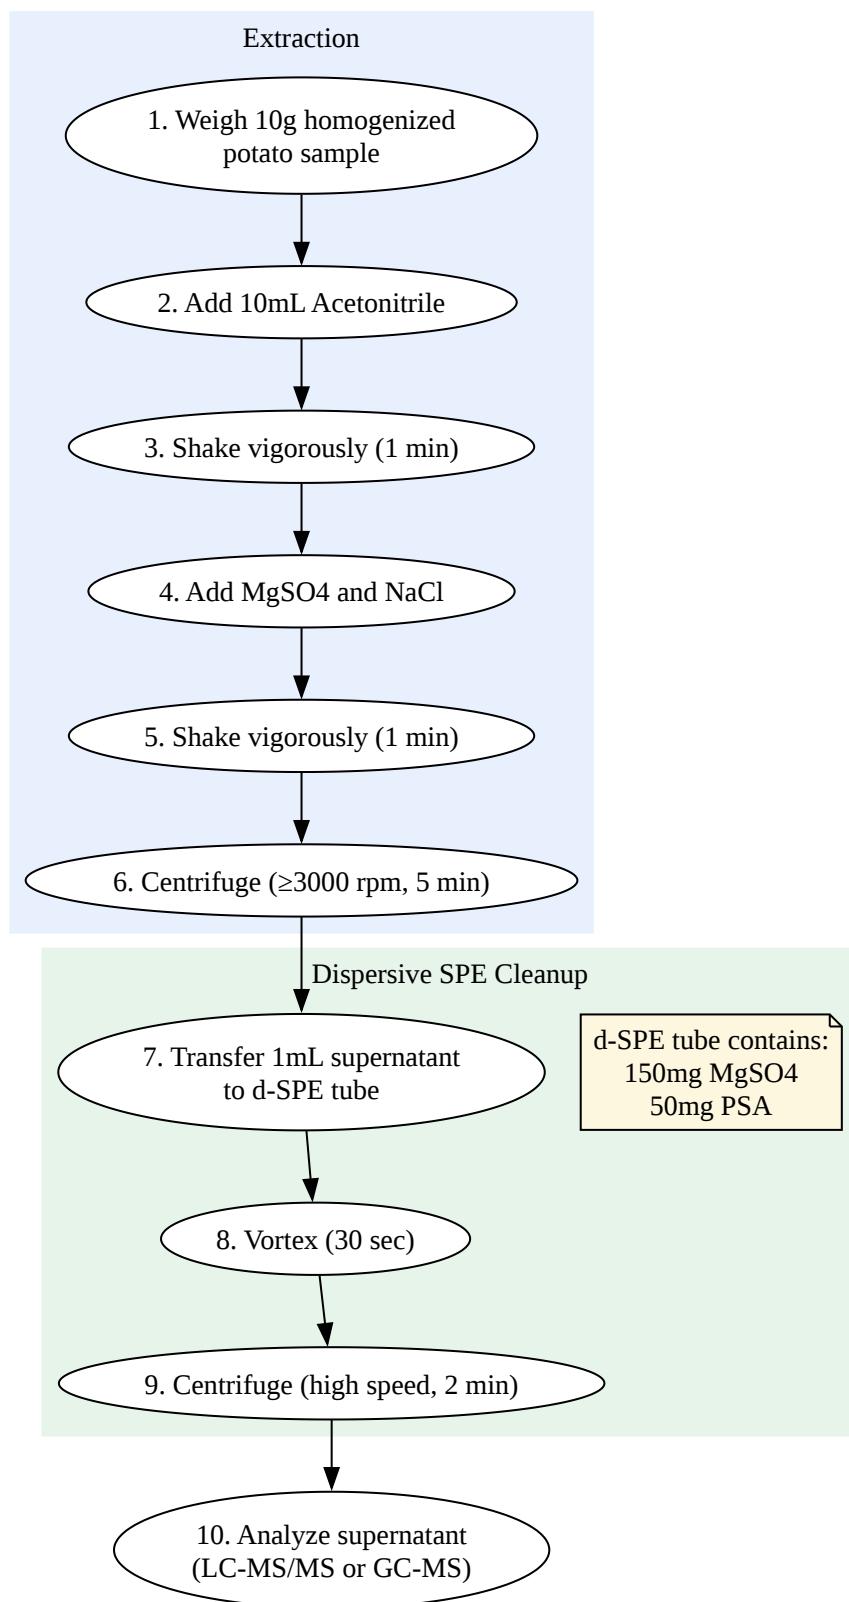 Extraction
1. Weigh 10g homogenized
potato sample
2. Add 10mL Acetonitrile
3. Shake vigorously (1 min)
4. Add MgSO4 and NaCl
5. Shake vigorously (1 min)
6. Centrifuge (≥3000 rpm, 5 min)
Dispersive SPE Cleanup
7. Transfer 1mL supernatant
to d-SPE tube
d-SPE tube contains:
150mg MgSO4
50mg PSA
8. Vortex (30 sec)
9. Centrifuge (high speed, 2 min)
10. Analyze supernatant
(LC-MS/MS or GC-MS)